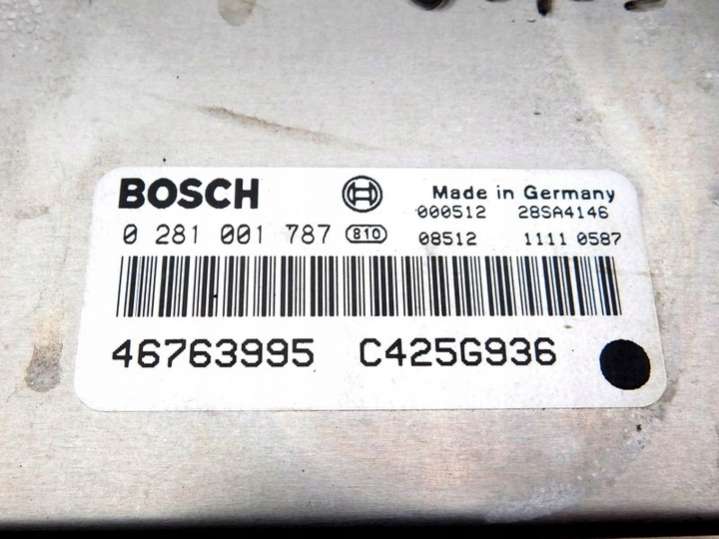 BOSCH Made in Germany
000512 28SA4146
0 281 001 787 810 08512 1111 0587
46763995 C425G936